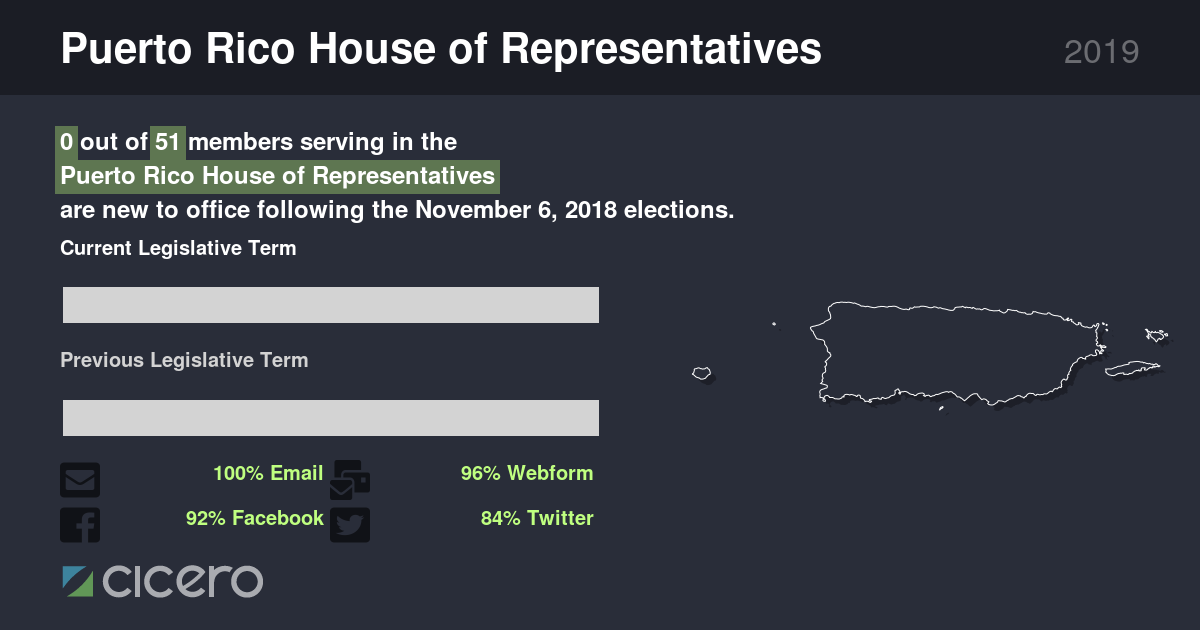 Puerto Rico House of Representatives
2019
0 out of 51 members serving in the
Puerto Rico House of Representatives
are new to office following the November 6, 2018 elections.
Current Legislative Term
Previous Legislative Term
100% Email
96% Webform
92% Facebook
84% Twitter
cicero